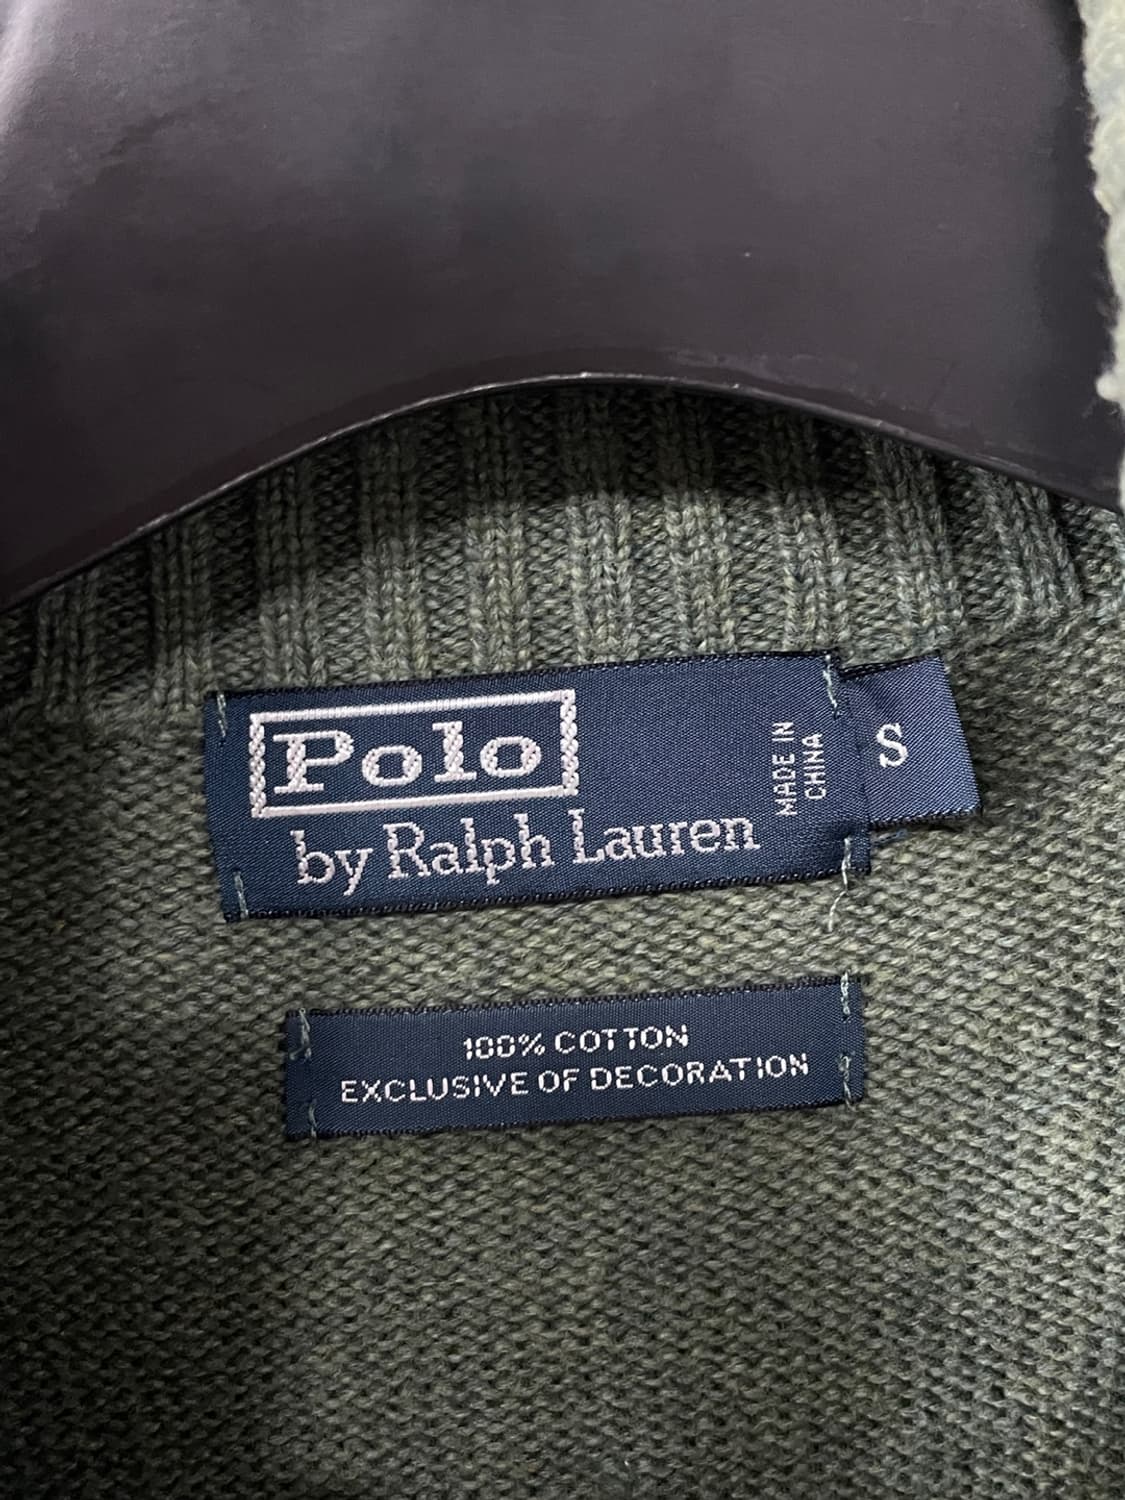 Polo
by Ralph Lauren
MADE IN
CHINA
S
100% COTTON
EXCLUSIVE OF DECORATION